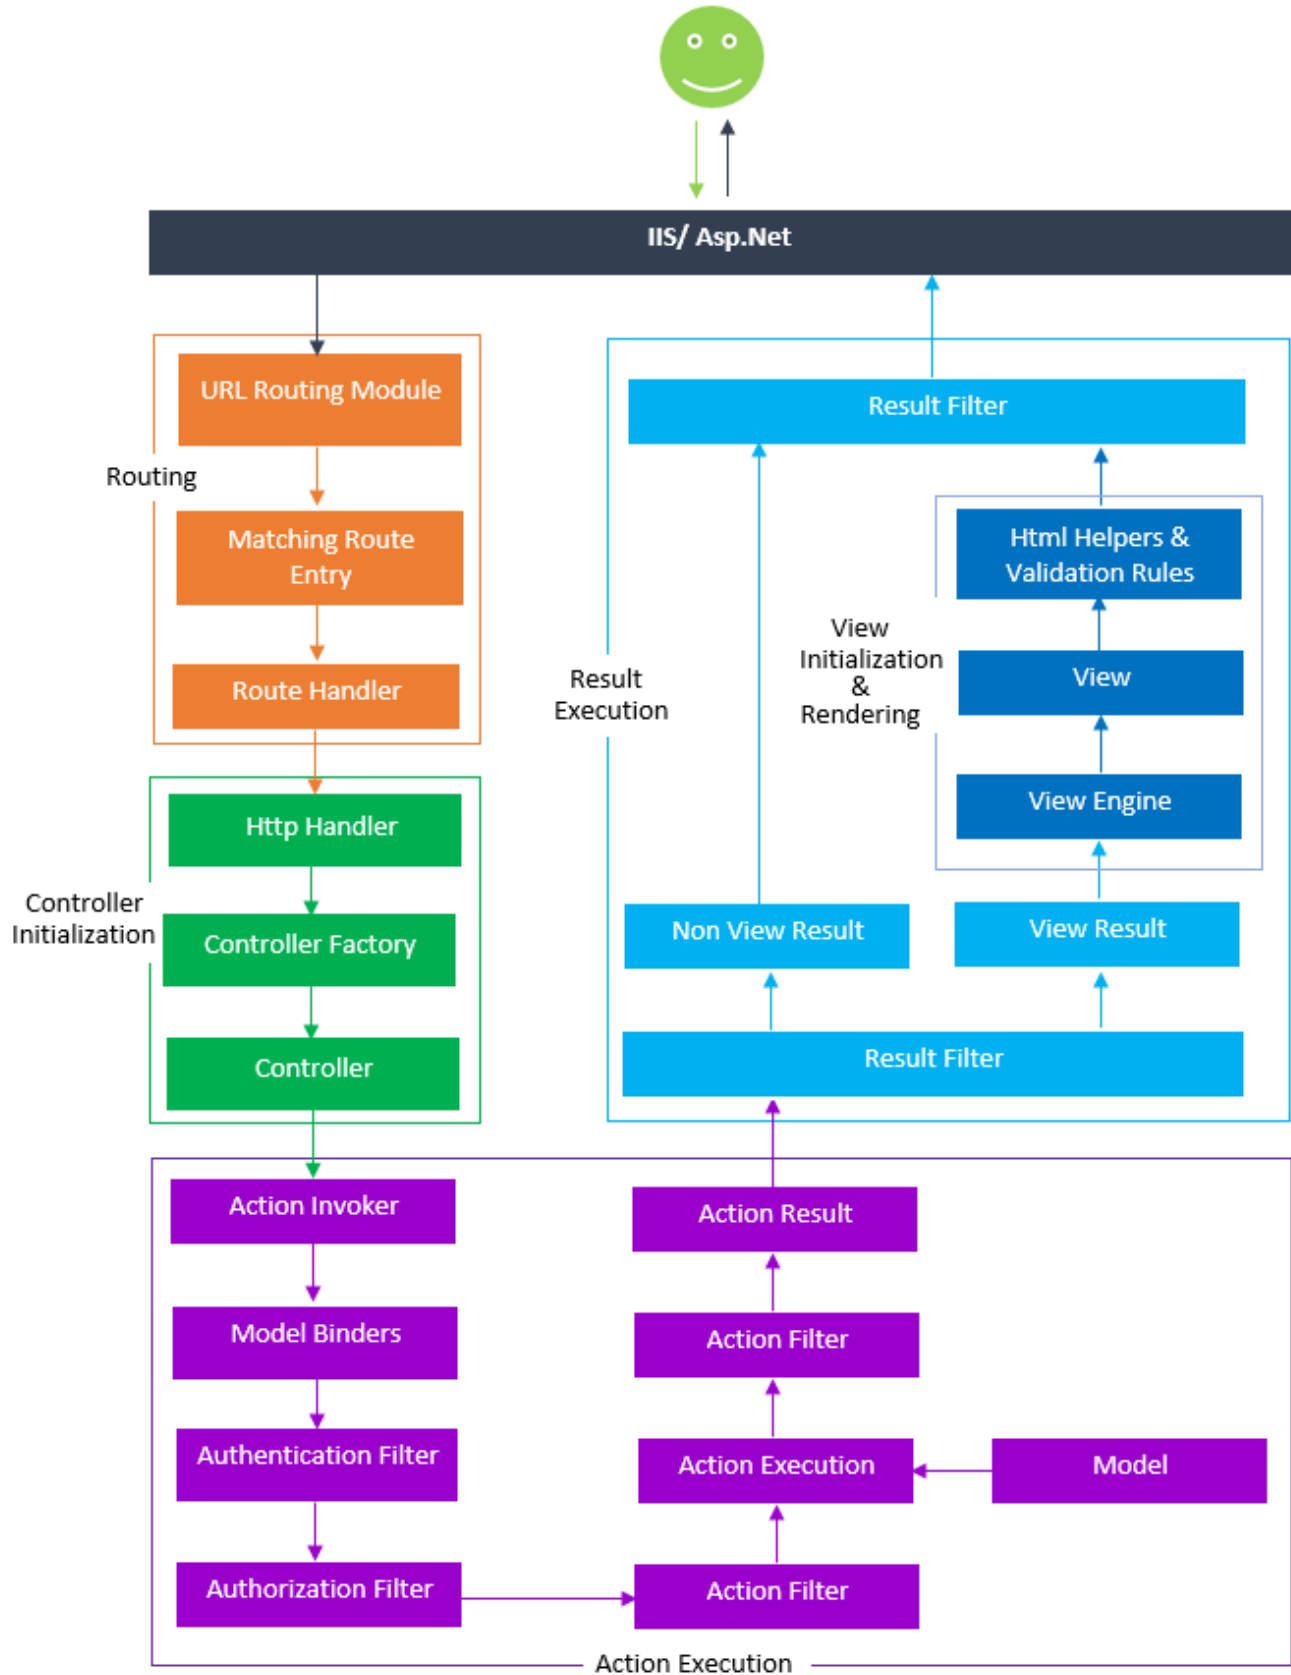 IIS/ Asp.Net
URL Routing Module
Routing
Matching Route
Entry
Route Handler
Http Handler
Controller
Initialization
Controller Factory
Controller
Action Invoker
Model Binders
Authentication Filter
Authorization Filter
Action Filter
Action Execution
Model
Action Filter
Action Result
Action Execution
Result Filter
Non View Result
View Result
Result
Execution
View Engine
View
View
Initialization
&
Rendering
Html Helpers &
Validation Rules
Result Filter